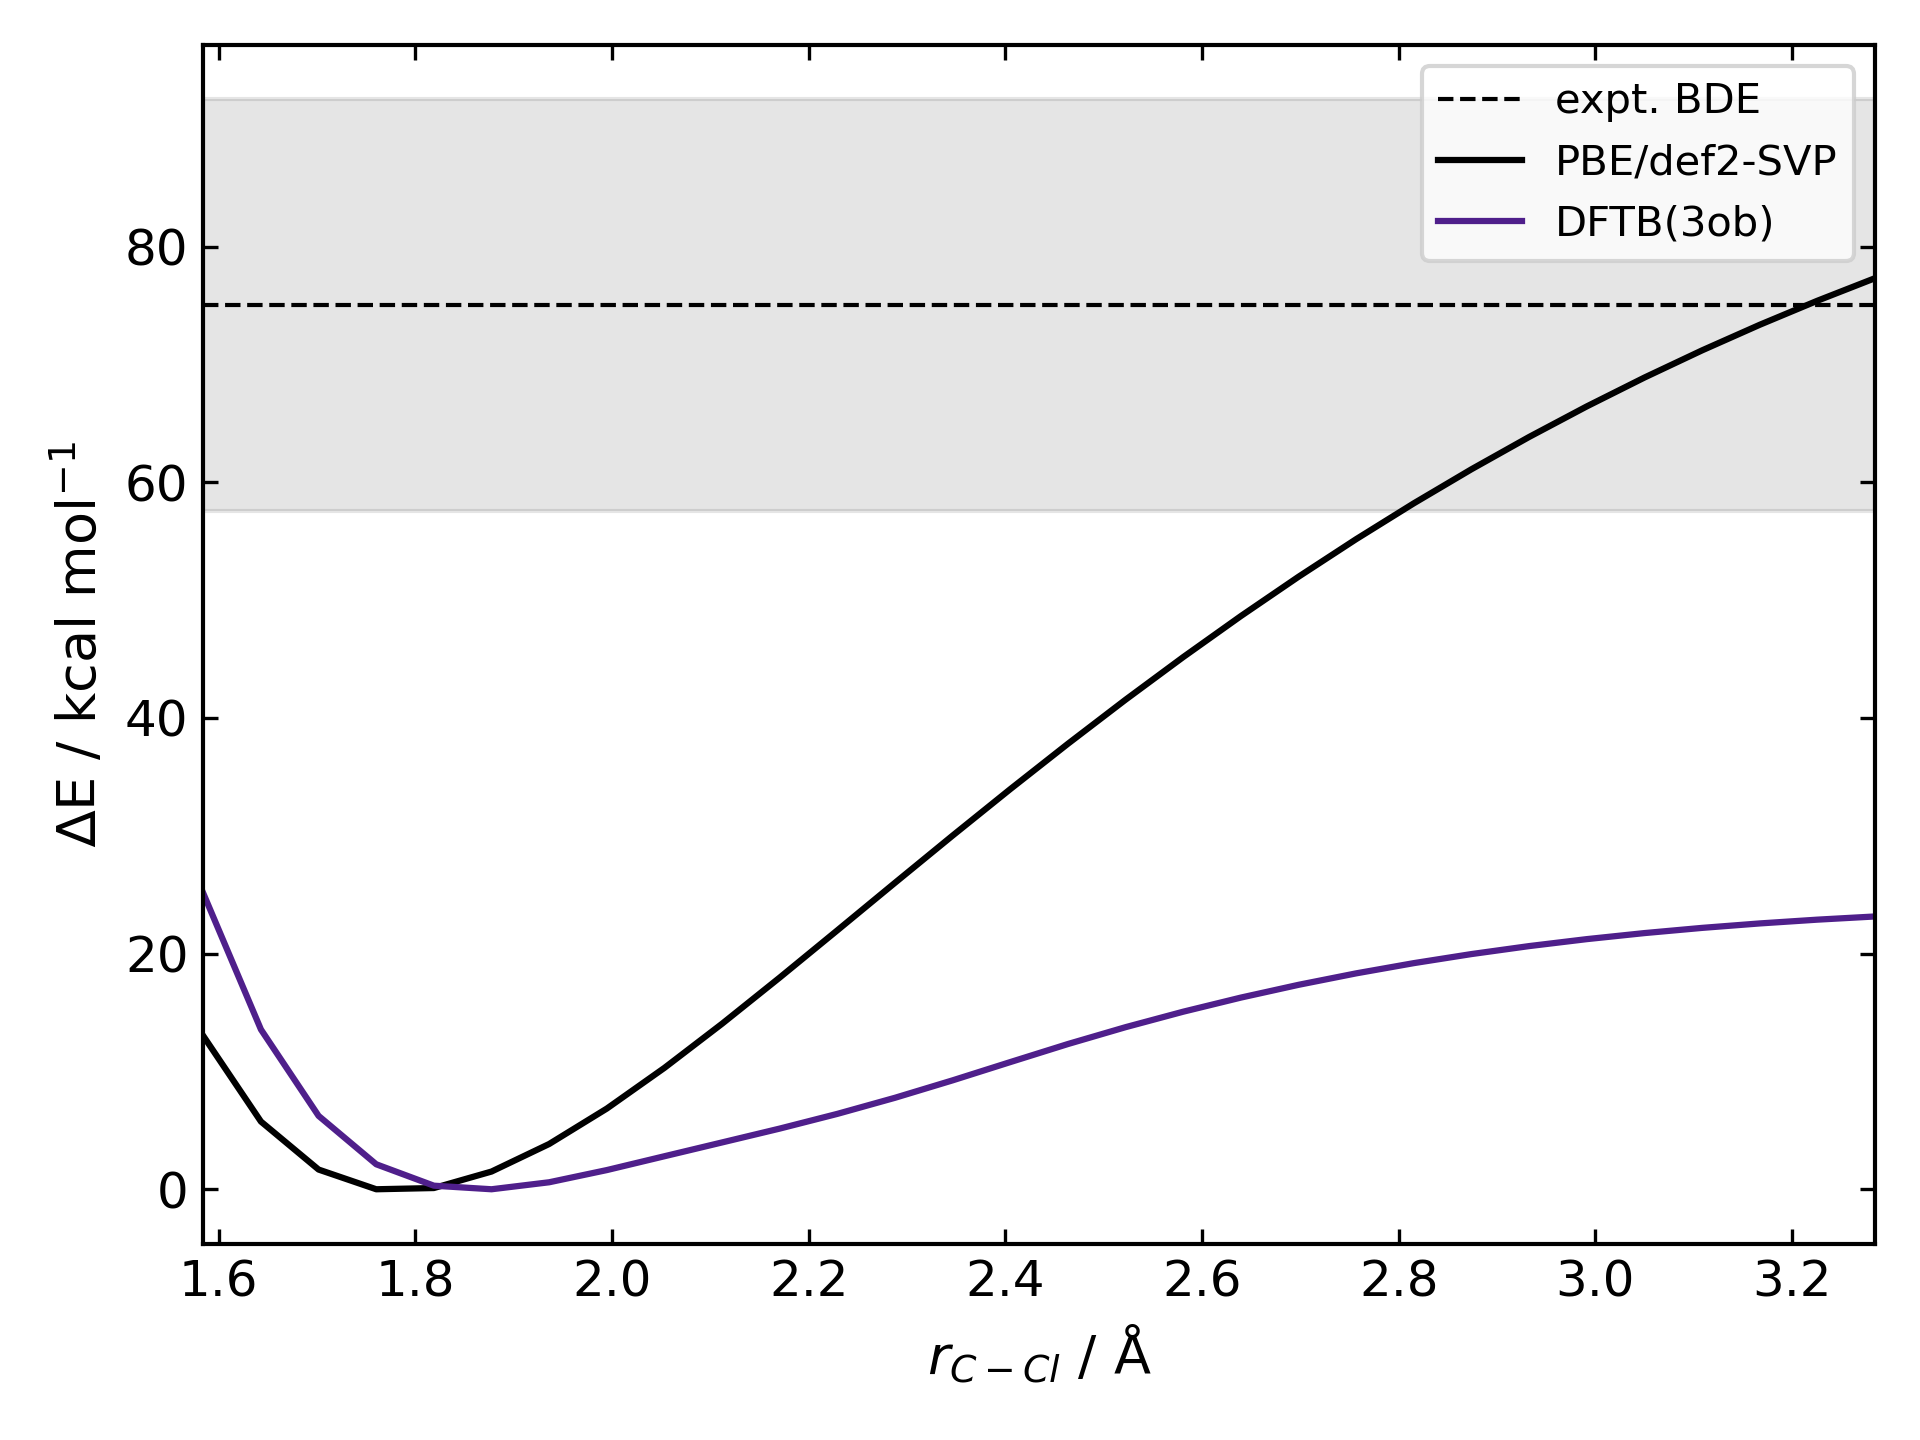 expt. BDE
PBE/def2-SVP
DFTB(3ob)
80
60
40
20
0
ΔE / kcal mol⁻¹
1.6 1.8 2.0 2.2 2.4 2.6 2.8 3.0 3.2
r_{C−Cl} / Å